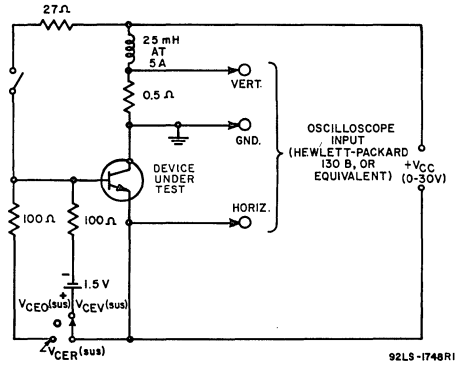 27Ω
25 mH
AT
5 A
VERT.
0.5 Ω
GND.
OSCILLOSCOPE
INPUT
(HEWLETT-PACKARD
130 B, OR
EQUIVALENT)
+VCC
(0-30V)
DEVICE
UNDER
TEST
HORIZ.
100 Ω
100 Ω
-
1.5 V
+
VCEO(sus)
VCEV(sus)
VCER(sus)
92LS-1748R1